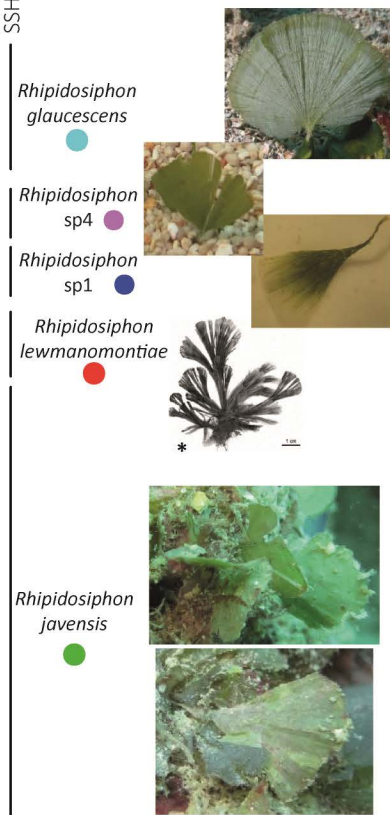 SSH
Rhipidosiphon
glaucescens
Rhipidosiphon
sp4
Rhipidosiphon
sp1
Rhipidosiphon
lewmanomontiae
*
1 cm
Rhipidosiphon
javensis